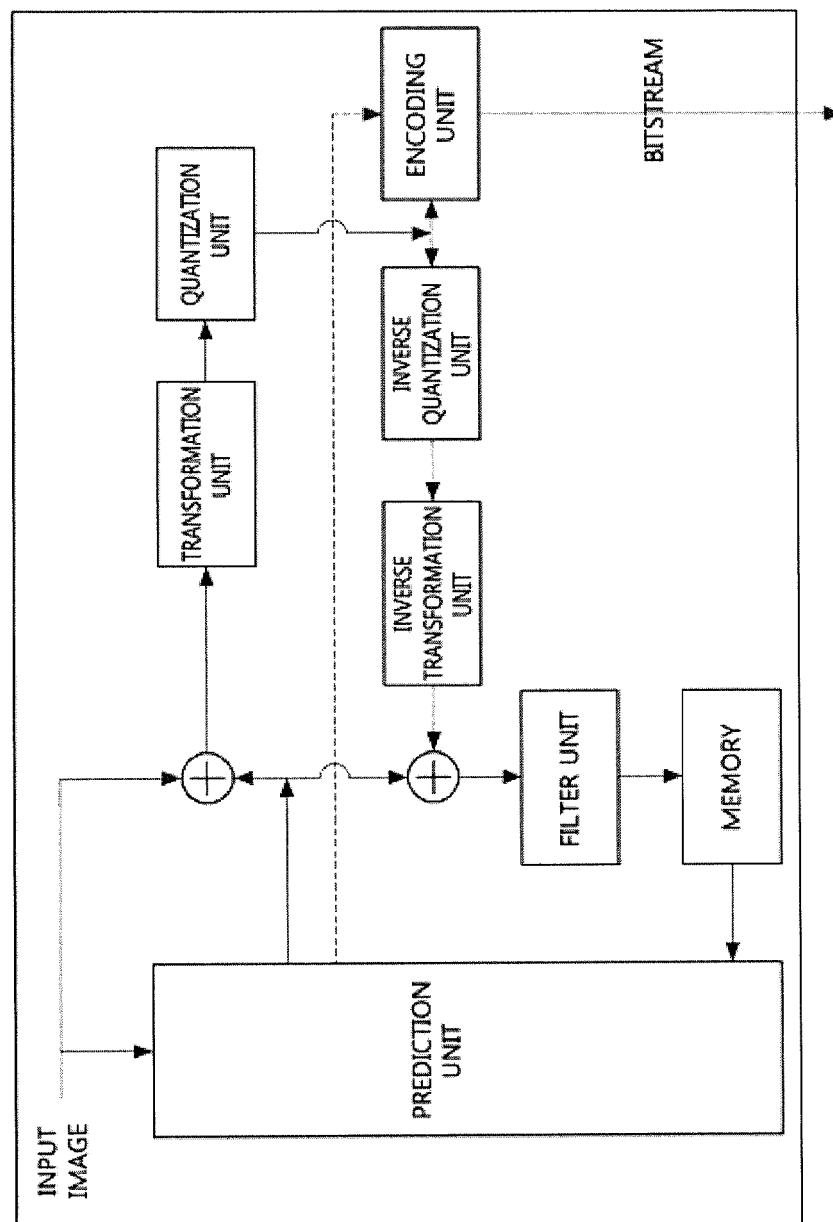 INPUT
IMAGE
PREDICTION
UNIT
TRANSFORMATION
UNIT
QUANTIZATION
UNIT
ENCODING
UNIT
BITSTREAM
INVERSE
QUANTIZATION
UNIT
INVERSE
TRANSFORMATION
UNIT
FILTER UNIT
MEMORY